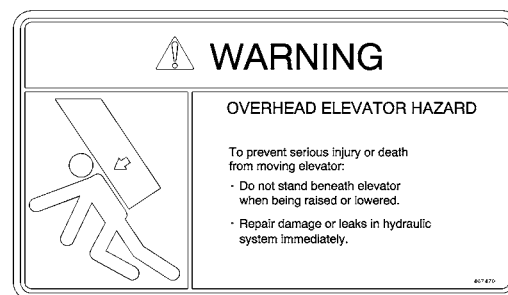 WARNING
OVERHEAD ELEVATOR HAZARD
To prevent serious injury or death
from moving elevator:
- Do not stand beneath elevator
when being raised or lowered.
- Repair damage or leaks in hydraulic
system immediately.